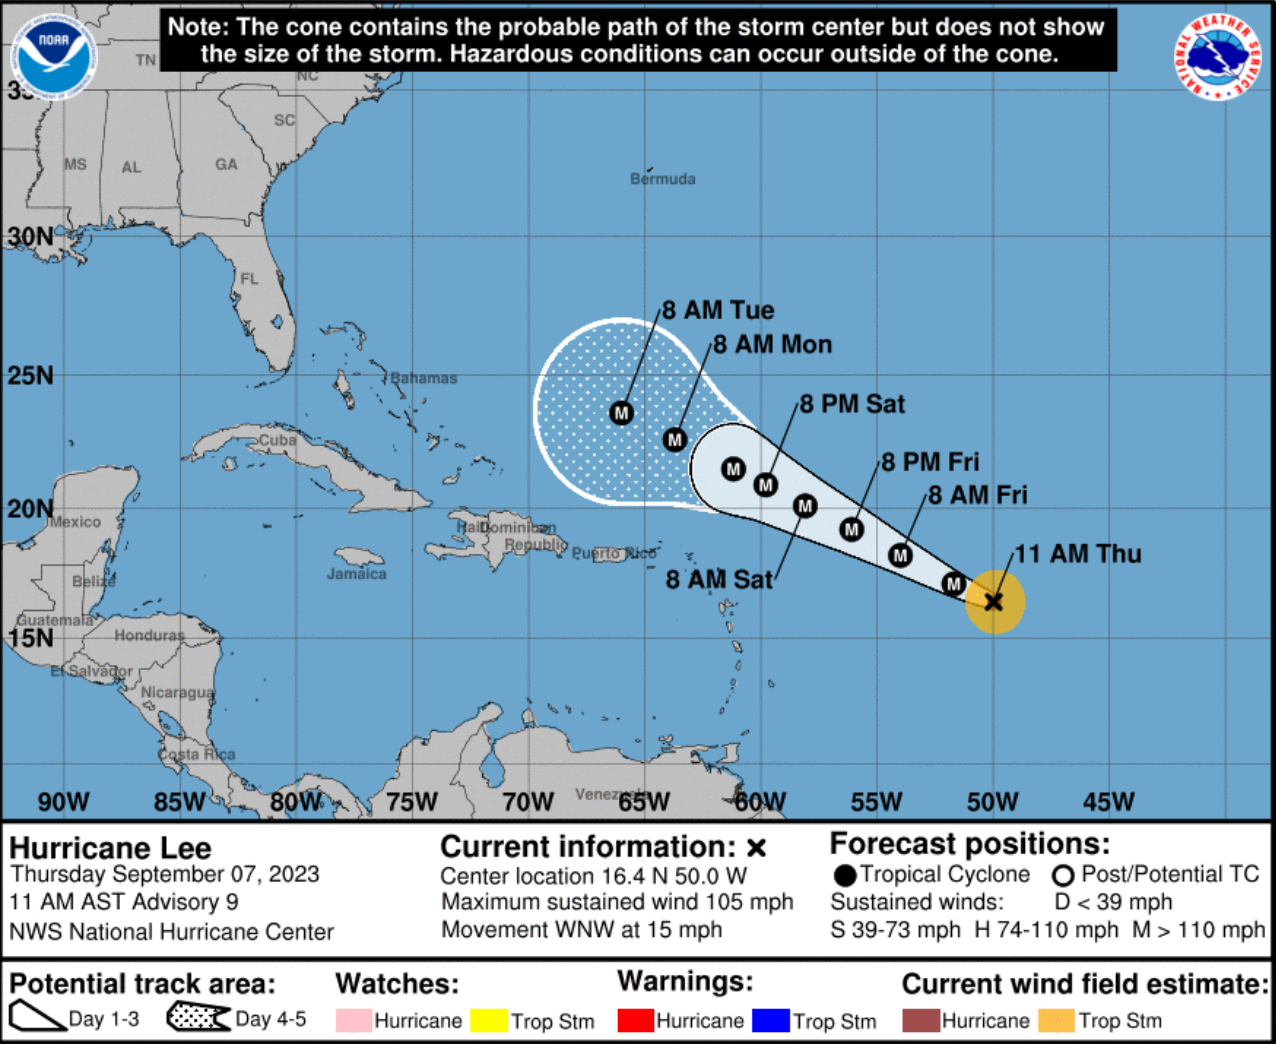 Note: The cone contains the probable path of the storm center but does not show
the size of the storm. Hazardous conditions can occur outside of the cone.
NOAA
NATIONAL WEATHER SERVICE
TN
NC
SC
MS
AL
GA
Bermuda
30N
FL
8 AM Tue
8 AM Mon
25N
Bahamas
8 PM Sat
Cuba
M
M
8 PM Fri
M
M
8 AM Fri
20N
M
Mexico
M
Dominican
Republic
Puerto Rico
M
11 AM Thu
Jamaica
8 AM Sat
Belize
M
Guatemala
15N
Honduras
El Salvador
Nicaragua
Costa Rica
Venezuela
90W 85W 80W 75W 70W 65W 60W 55W 50W 45W
Hurricane Lee
Thursday September 07, 2023
11 AM AST Advisory 9
NWS National Hurricane Center
Current information: ×
Center location 16.4 N 50.0 W
Maximum sustained wind 105 mph
Movement WNW at 15 mph
Forecast positions:
Tropical Cyclone Post/Potential TC
Sustained winds: D < 39 mph
S 39-73 mph H 74-110 mph M > 110 mph
Potential track area:
Day 1-3 Day 4-5
Watches:
Hurricane Trop Stm
Warnings:
Hurricane Trop Stm
Current wind field estimate:
Hurricane Trop Stm